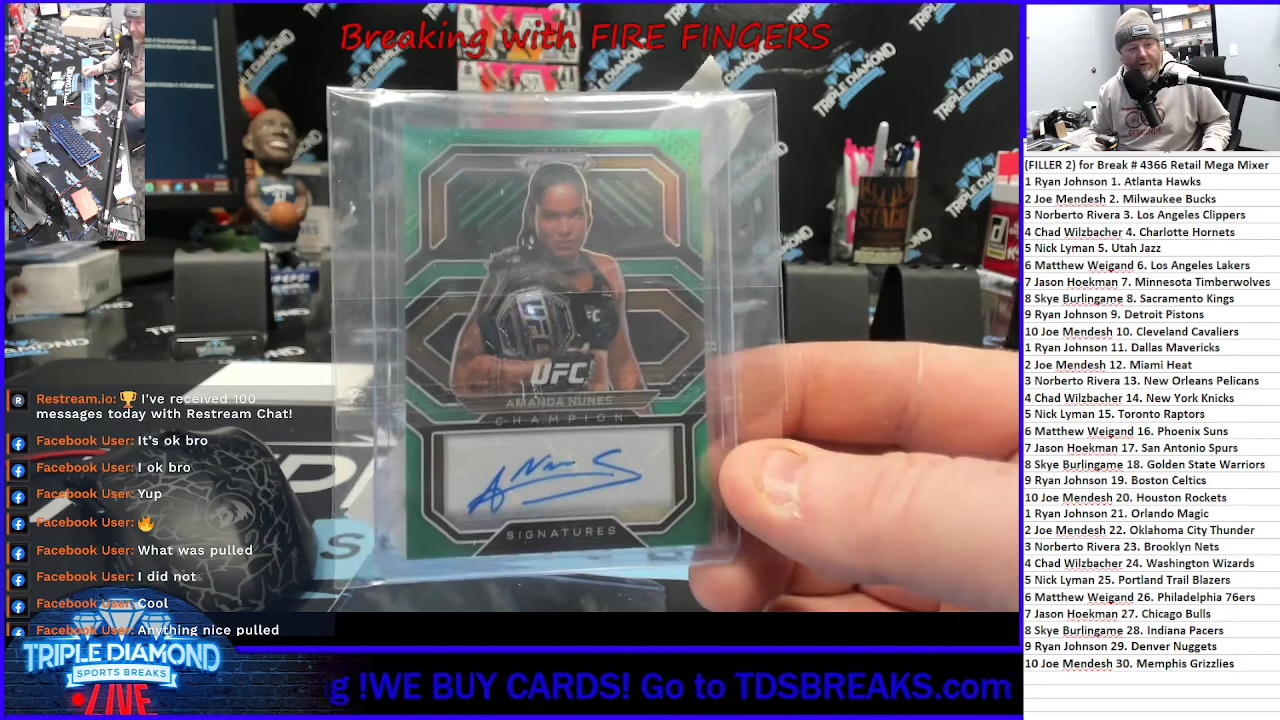 Breaking with FIRE FINGERS
TRIPLE DIAMOND
UFC
AMANDA NUNES
CHAMPION
SIGNATURES
Restream.io: 🏆 I've received 100
messages today with Restream Chat!
Facebook User: It's ok bro
Facebook User: I ok bro
Facebook User: Yup
Facebook User: 🔥
Facebook User: What was pulled
Facebook User: I did not
Facebook User: Cool
Facebook User: Anything nice pulled
TRIPLE DIAMOND
SPORTS BREAKS
LIVE
g !WE BUY CARDS! Go to TDSBREAKS.com
(FILLER 2) for Break # 4366 Retail Mega Mixer
1 Ryan Johnson 1. Atlanta Hawks
2 Joe Mendesh 2. Milwaukee Bucks
3 Norberto Rivera 3. Los Angeles Clippers
4 Chad Wilzbacher 4. Charlotte Hornets
5 Nick Lyman 5. Utah Jazz
6 Matthew Weigand 6. Los Angeles Lakers
7 Jason Hoekman 7. Minnesota Timberwolves
8 Skye Burlingame 8. Sacramento Kings
9 Ryan Johnson 9. Detroit Pistons
10 Joe Mendesh 10. Cleveland Cavaliers
1 Ryan Johnson 11. Dallas Mavericks
2 Joe Mendesh 12. Miami Heat
3 Norberto Rivera 13. New Orleans Pelicans
4 Chad Wilzbacher 14. New York Knicks
5 Nick Lyman 15. Toronto Raptors
6 Matthew Weigand 16. Phoenix Suns
7 Jason Hoekman 17. San Antonio Spurs
8 Skye Burlingame 18. Golden State Warriors
9 Ryan Johnson 19. Boston Celtics
10 Joe Mendesh 20. Houston Rockets
1 Ryan Johnson 21. Orlando Magic
2 Joe Mendesh 22. Oklahoma City Thunder
3 Norberto Rivera 23. Brooklyn Nets
4 Chad Wilzbacher 24. Washington Wizards
5 Nick Lyman 25. Portland Trail Blazers
6 Matthew Weigand 26. Philadelphia 76ers
7 Jason Hoekman 27. Chicago Bulls
8 Skye Burlingame 28. Indiana Pacers
9 Ryan Johnson 29. Denver Nuggets
10 Joe Mendesh 30. Memphis Grizzlies